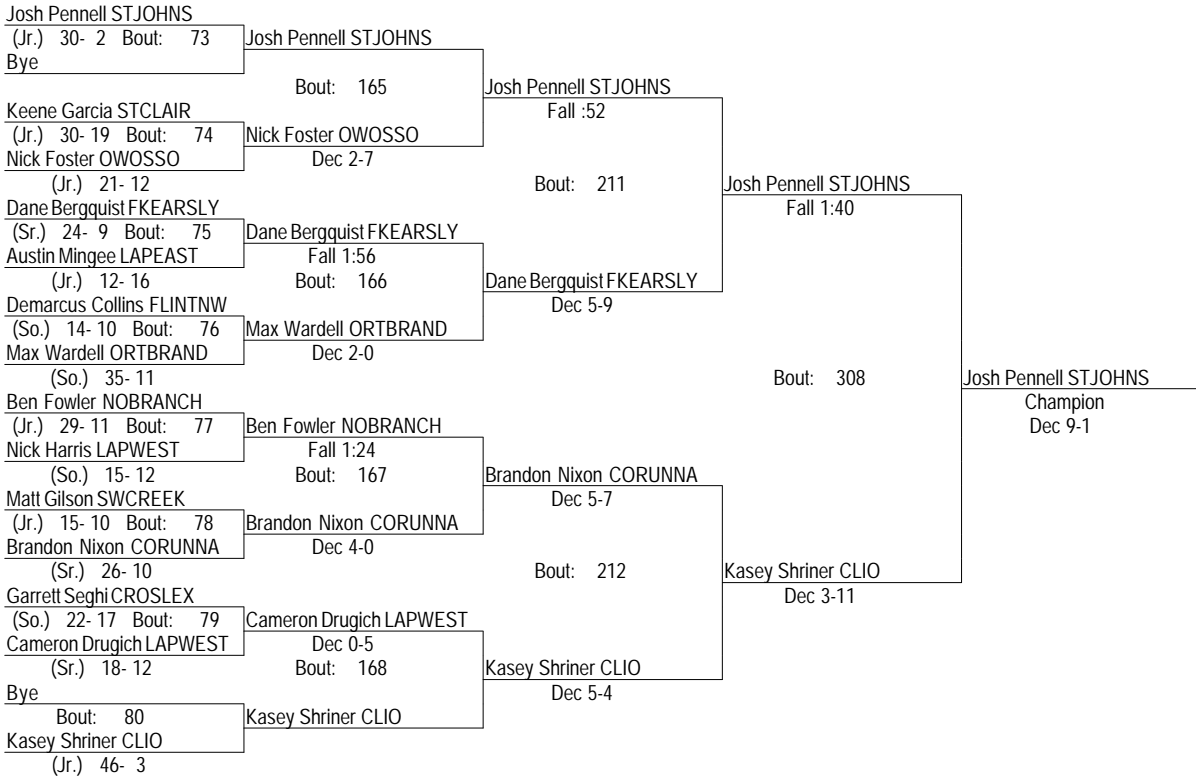 Josh Pennell STJOHNS
(Jr.) 30- 2 Bout: 73
Josh Pennell STJOHNS
Bye
Bout: 165
Josh Pennell STJOHNS
Keene Garcia STCLAIR
Fall :52
(Jr.) 30- 19 Bout: 74
Nick Foster OWOSSO
Nick Foster OWOSSO
Dec 2-7
(Jr.) 21- 12
Bout: 211
Josh Pennell STJOHNS
Dane Bergquist FKEARSLY
Fall 1:40
(Sr.) 24- 9 Bout: 75
Dane Bergquist FKEARSLY
Austin Mingee LAPEAST
Fall 1:56
(Jr.) 12- 16
Bout: 166
Dane Bergquist FKEARSLY
Demarcus Collins FLINTNW
Dec 5-9
(So.) 14- 10 Bout: 76
Max Wardell ORTBRAND
Max Wardell ORTBRAND
Dec 2-0
(So.) 35- 11
Bout: 308
Josh Pennell STJOHNS
Ben Fowler NOBRANCH
Champion
(Jr.) 29- 11 Bout: 77
Ben Fowler NOBRANCH
Dec 9-1
Nick Harris LAPWEST
Fall 1:24
(So.) 15- 12
Bout: 167
Brandon Nixon CORUNNA
Matt Gilson SWCREEK
Dec 5-7
(Jr.) 15- 10 Bout: 78
Brandon Nixon CORUNNA
Brandon Nixon CORUNNA
Dec 4-0
(Sr.) 26- 10
Bout: 212
Kasey Shriner CLIO
Garrett Seghi CROSLEX
Dec 3-11
(So.) 22- 17 Bout: 79
Cameron Drugich LAPWEST
Cameron Drugich LAPWEST
Dec 0-5
(Sr.) 18- 12
Bout: 168
Kasey Shriner CLIO
Bye
Dec 5-4
Bout: 80
Kasey Shriner CLIO
Kasey Shriner CLIO
(Jr.) 46- 3